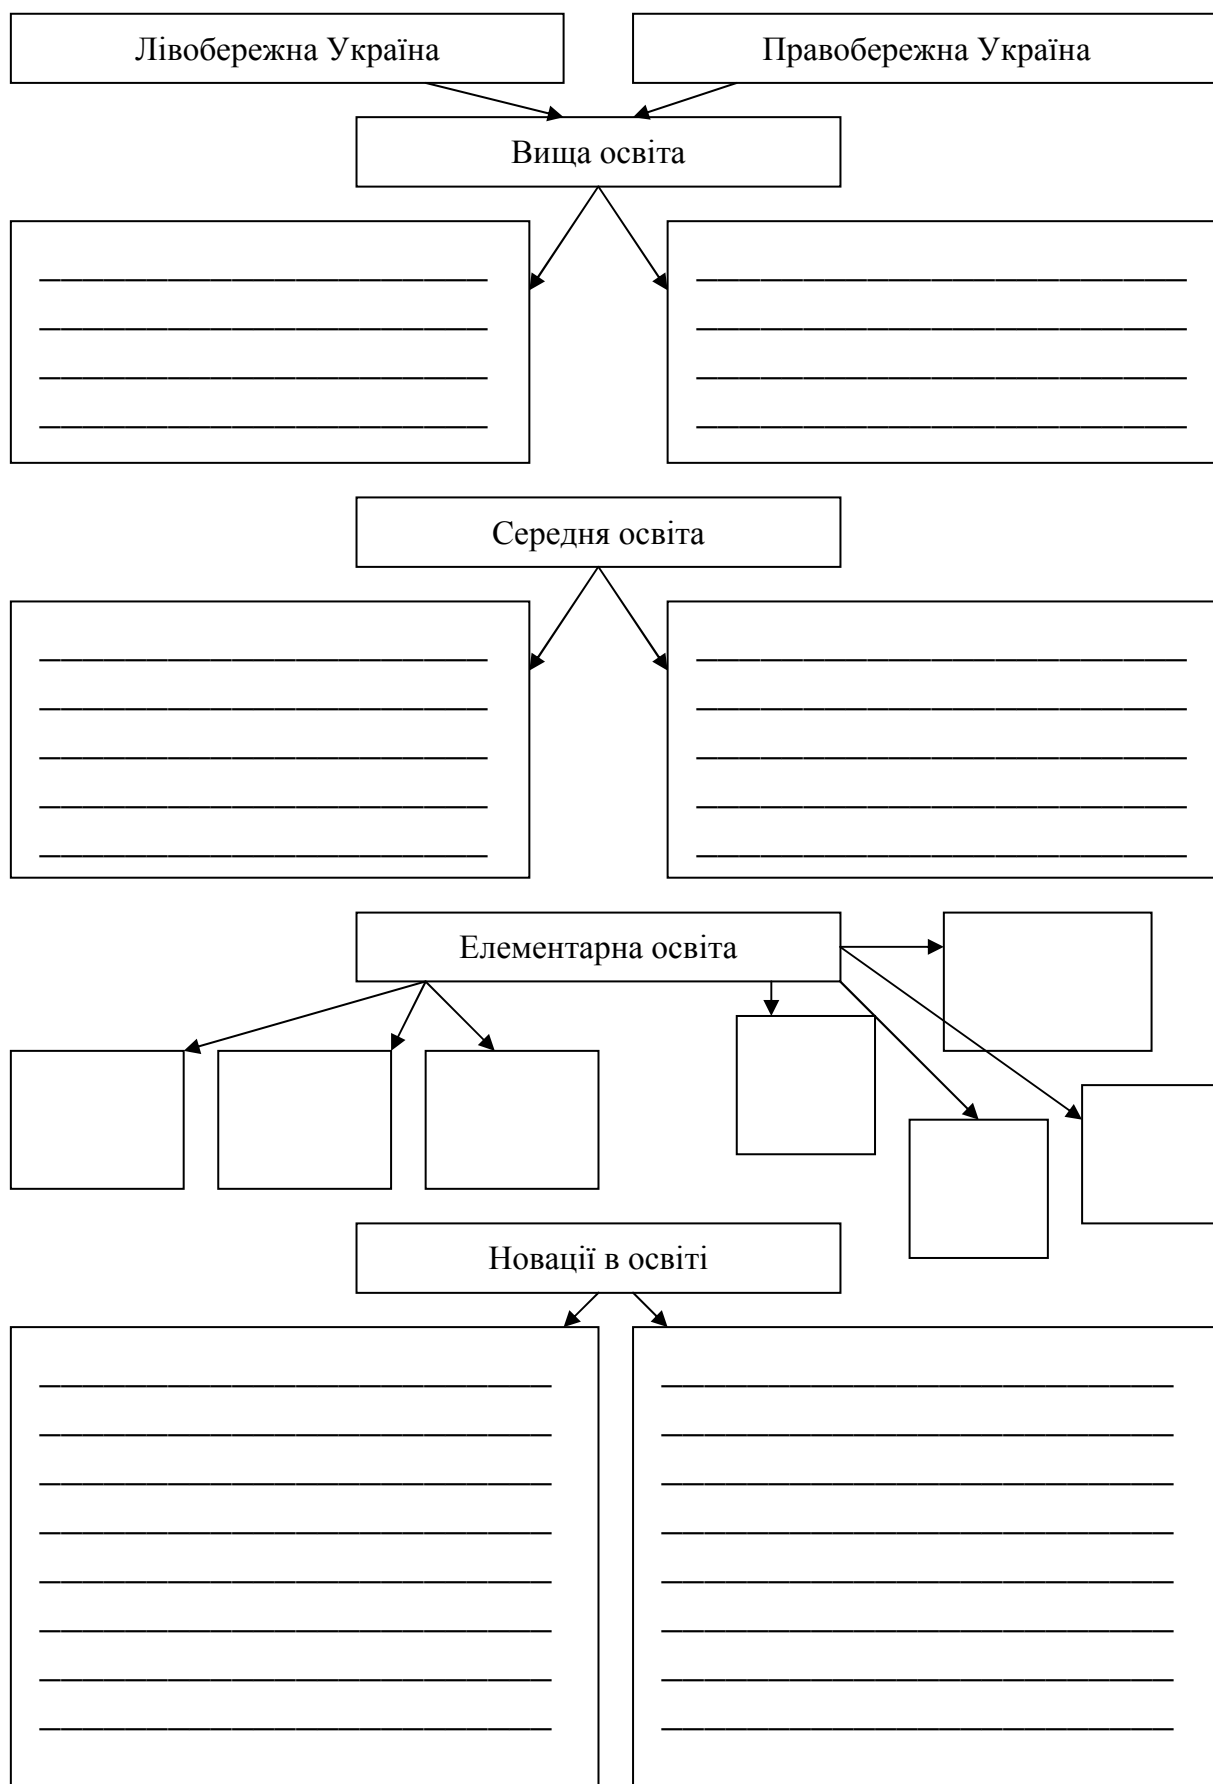 Лівобережна Україна
Правобережна Україна
Вища освіта
Середня освіта
Елементарна освіта
Новації в освіті